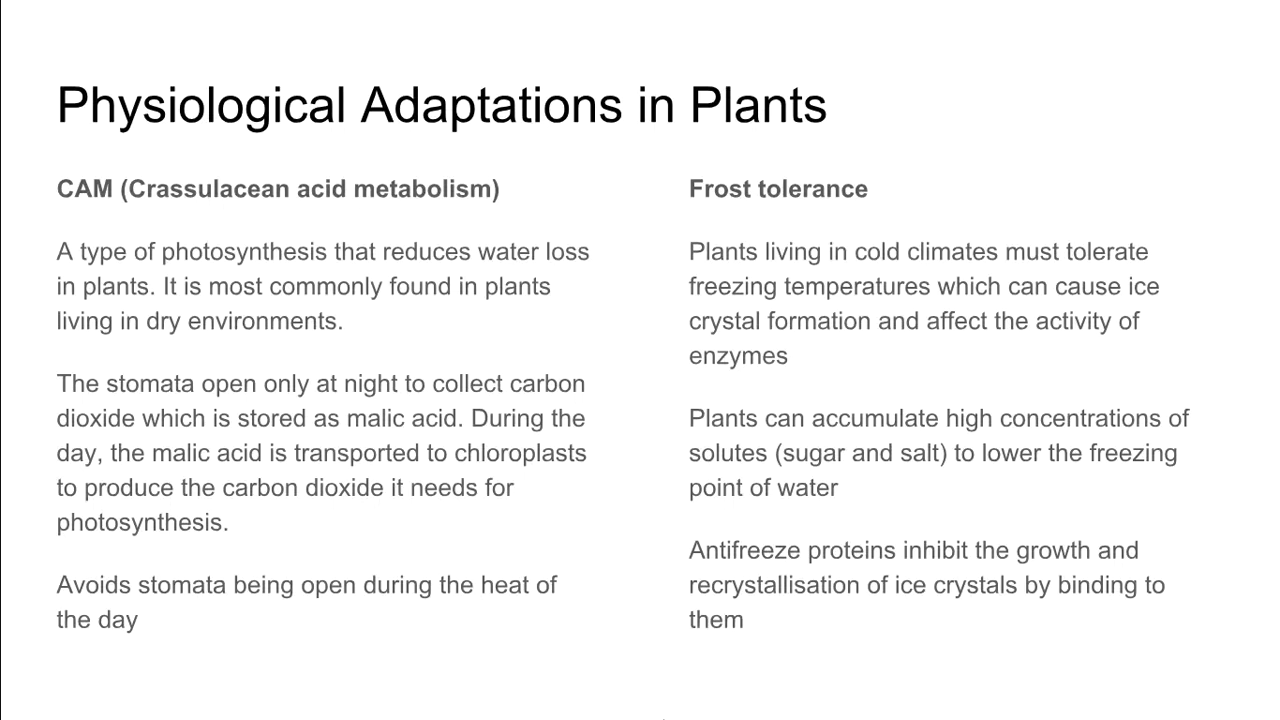 Physiological Adaptations in Plants
CAM (Crassulacean acid metabolism)
A type of photosynthesis that reduces water loss
in plants. It is most commonly found in plants
living in dry environments.
The stomata open only at night to collect carbon
dioxide which is stored as malic acid. During the
day, the malic acid is transported to chloroplasts
to produce the carbon dioxide it needs for
photosynthesis.
Avoids stomata being open during the heat of
the day
Frost tolerance
Plants living in cold climates must tolerate
freezing temperatures which can cause ice
crystal formation and affect the activity of
enzymes
Plants can accumulate high concentrations of
solutes (sugar and salt) to lower the freezing
point of water
Antifreeze proteins inhibit the growth and
recrystallisation of ice crystals by binding to
them